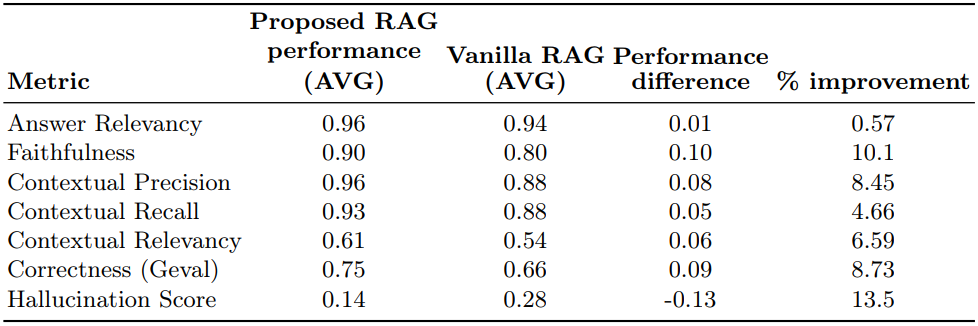 Proposed RAG
performance Vanilla RAG Performance
Metric (AVG) (AVG) difference % improvement
Answer Relevancy 0.96 0.94 0.01 0.57
Faithfulness 0.90 0.80 0.10 10.1
Contextual Precision 0.96 0.88 0.08 8.45
Contextual Recall 0.93 0.88 0.05 4.66
Contextual Relevancy 0.61 0.54 0.06 6.59
Correctness (Geval) 0.75 0.66 0.09 8.73
Hallucination Score 0.14 0.28 -0.13 13.5